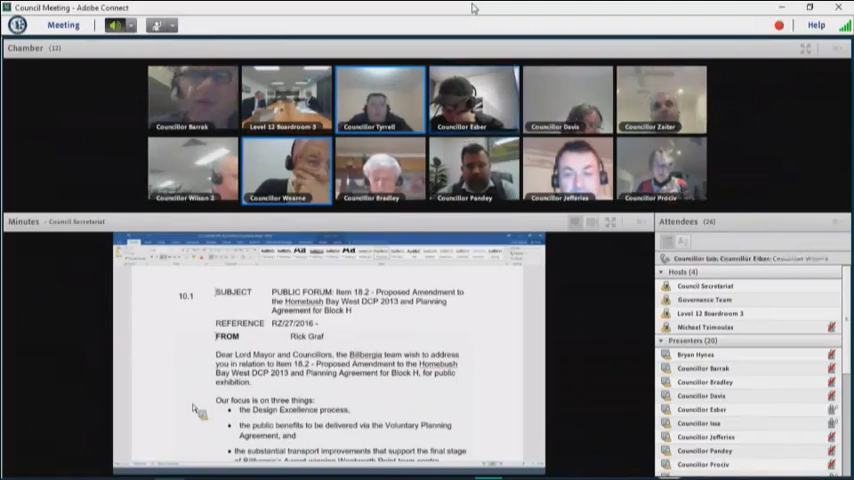 Council Meeting - Adobe Connect
Meeting
Help
Chamber (12)
Councillor Barrak
Level 12 Boardroom 3
Councillor Tyrrell
Councillor Esber
Councillor Davis
Councillor Zaiter
Councillor Wilson 2
Councillor Wearne
Councillor Bradley
Councillor Pandey
Councillor Jefferies
Councillor Prociv
Minutes - Council Secretariat
Attendees (26)
10.1
SUBJECT PUBLIC FORUM: Item 18.2 - Proposed Amendment to
the Homebush Bay West DCP 2013 and Planning
Agreement for Block H
REFERENCE RZ/27/2016 -
FROM Rick Graf
Dear Lord Mayor and Councillors, the Billbergia team wish to address
you in relation to Item 18.2 - Proposed Amendment to the Homebush
Bay West DCP 2013 and Planning Agreement for Block H, for public
exhibition.
Our focus is on three things:
• the Design Excellence process,
• the public benefits to be delivered via the Voluntary Planning
Agreement, and
• the substantial transport improvements that support the final stage
Hosts (4)
Council Secretariat
Governance Team
Level 12 Boardroom 3
Michael Tzimoulas
Presenters (20)
Bryan Hynes
Councillor Barrak
Councillor Bradley
Councillor Davis
Councillor Esber
Councillor Issa
Councillor Jefferies
Councillor Pandey
Councillor Prociv